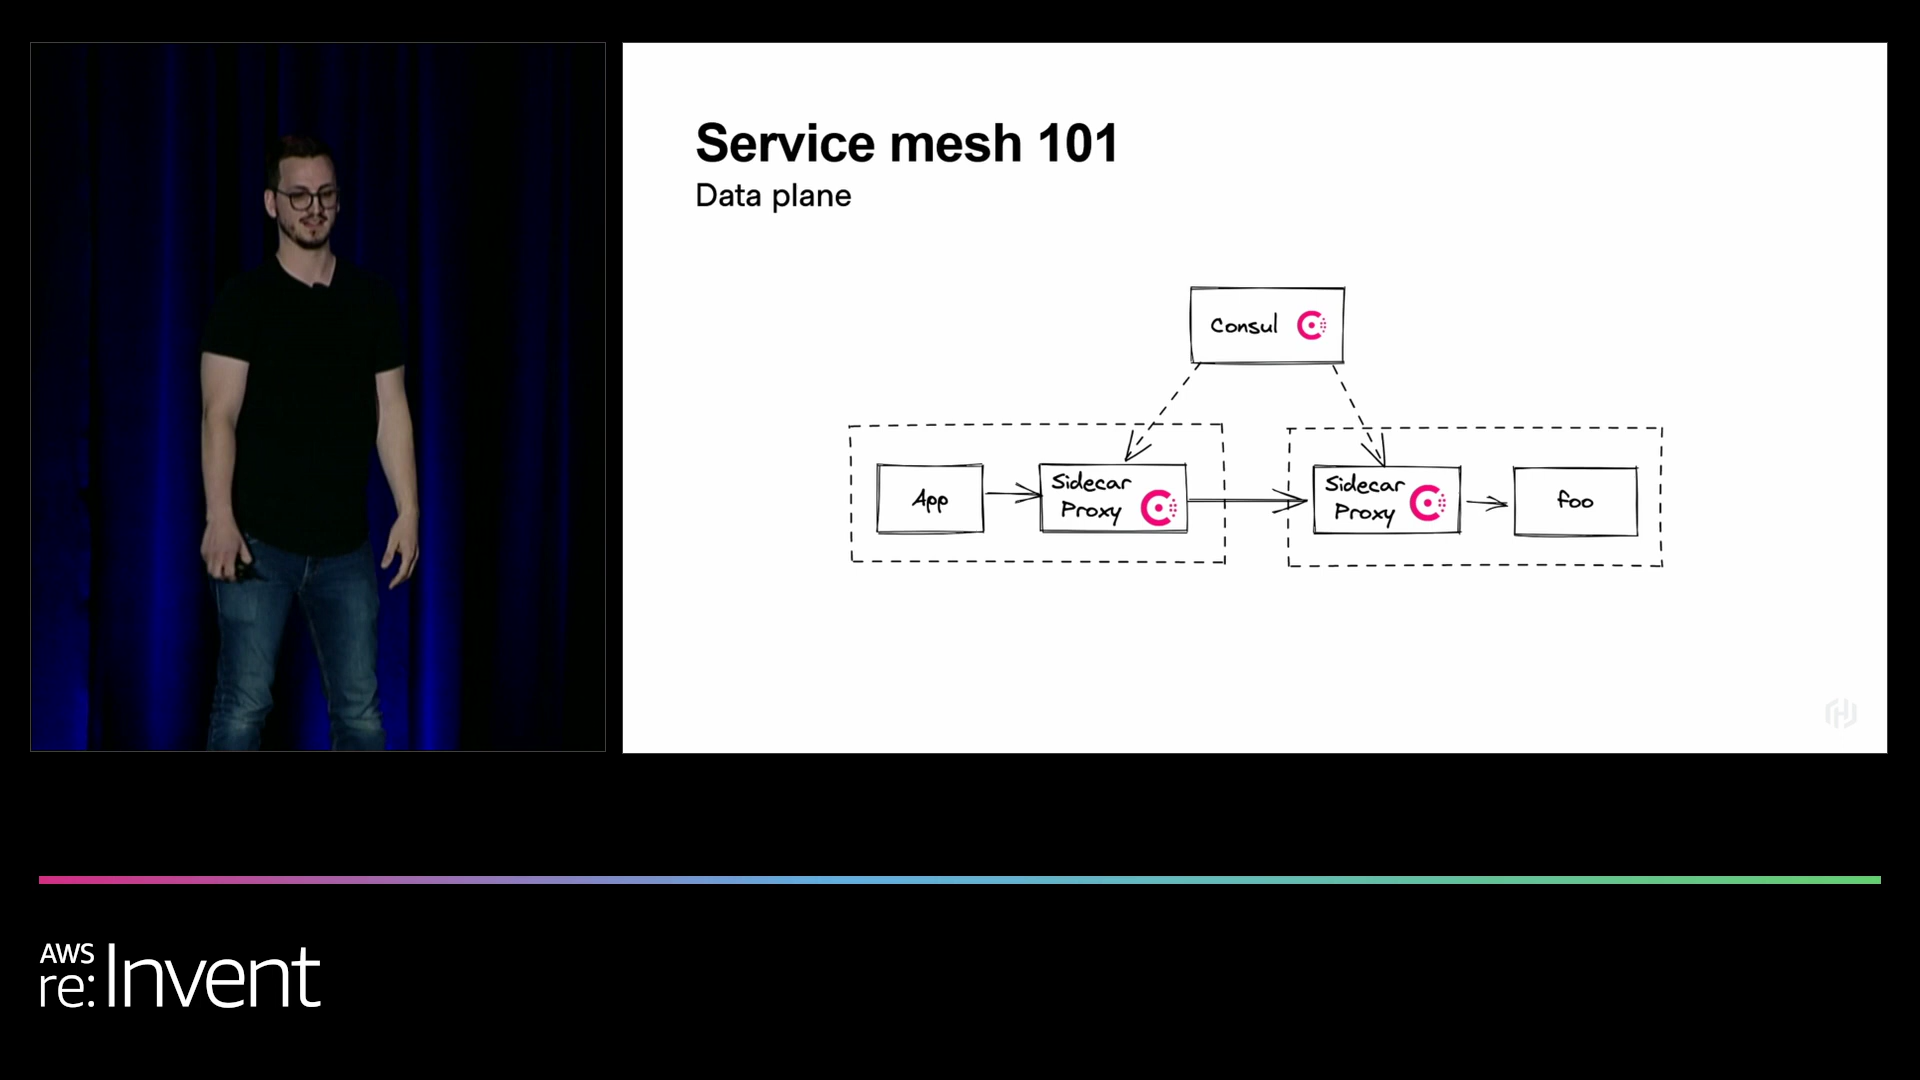 Service mesh 101
Data plane
Consul
App
Sidecar
Proxy
Sidecar
Proxy
foo
AWS
re:Invent